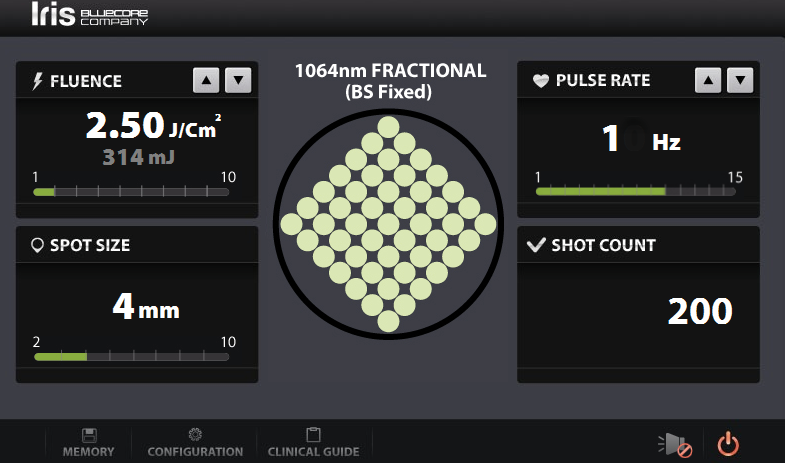 Iris BLUECORE COMPANY
FLUENCE
2.50 J/Cm²
314 mJ
1 10
SPOT SIZE
4 mm
2 10
1064nm FRACTIONAL
(BS Fixed)
PULSE RATE
1 Hz
1 15
SHOT COUNT
200
MEMORY
CONFIGURATION
CLINICAL GUIDE